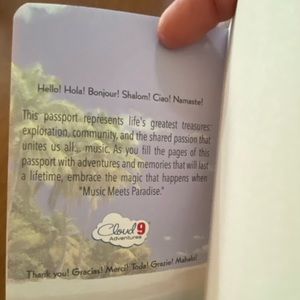 Hello! Hola! Bonjour! Shalom! Ciao! Namaste!
This passport represents life's greatest treasures:
exploration, community, and the shared passion that
unites us all... music. As you fill the pages of this
passport with adventures and memories that will last
a lifetime, embrace the magic that happens when
"Music Meets Paradise."
Cloud 9
Adventures
Thank you! Gracias! Merci! Toda! Grazie! Mahalo!